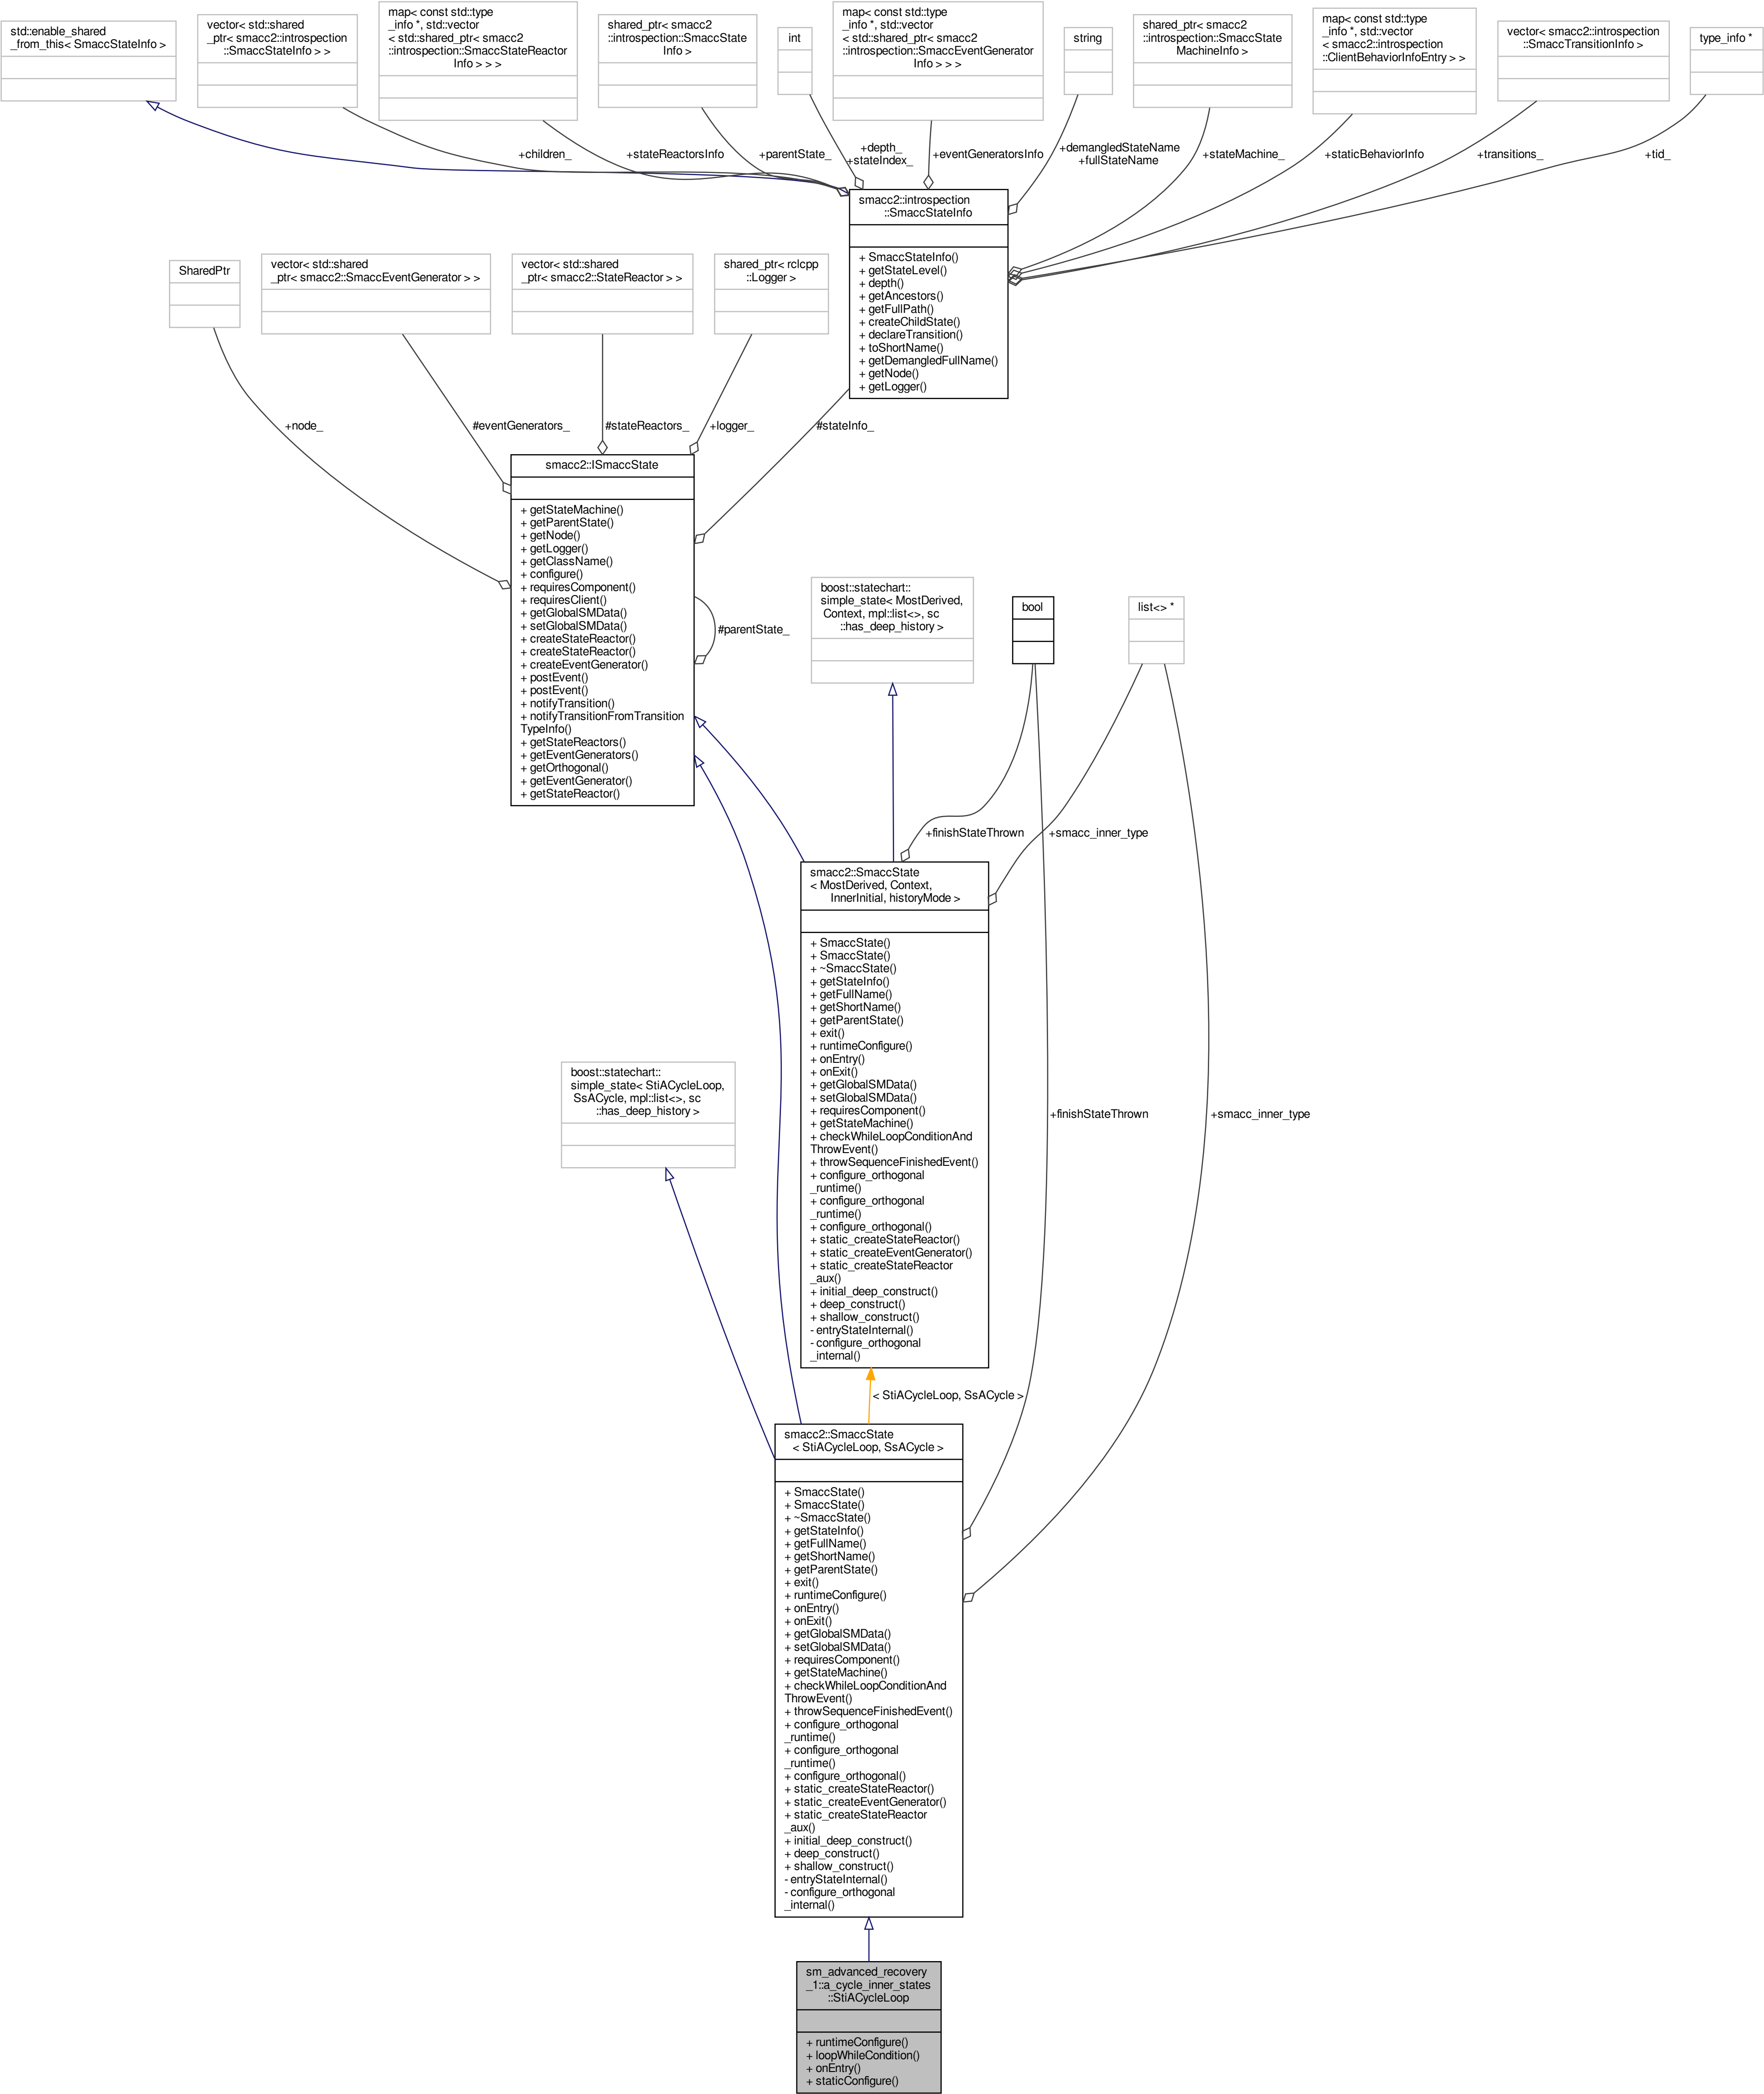 std::enable_shared
_from_this< SmaccStateInfo >
vector< std::shared
_ptr< smacc2::introspection
::SmaccStateInfo > >
map< const std::type
_info *, std::vector
< std::shared_ptr< smacc2
::introspection::SmaccStateReactor
Info > > >
shared_ptr< smacc2
::introspection::SmaccState
Info >
int
map< const std::type
_info *, std::vector
< std::shared_ptr< smacc2
::introspection::SmaccEventGenerator
Info > > >
string
shared_ptr< smacc2
::introspection::SmaccState
MachineInfo >
map< const std::type
_info *, std::vector
< smacc2::introspection
::ClientBehaviorInfoEntry > >
vector< smacc2::introspection
::SmaccTransitionInfo >
type_info *
+children_
+stateReactorsInfo
+parentState_
+depth_
+stateIndex_
+eventGeneratorsInfo
+demangledStateName
+fullStateName
+stateMachine_
+staticBehaviorInfo
+transitions_
+tid_
smacc2::introspection
::SmaccStateInfo
+ SmaccStateInfo()
+ getStateLevel()
+ depth()
+ getAncestors()
+ getFullPath()
+ createChildState()
+ declareTransition()
+ toShortName()
+ getDemangledFullName()
+ getNode()
+ getLogger()
SharedPtr
vector< std::shared
_ptr< smacc2::SmaccEventGenerator > >
vector< std::shared
_ptr< smacc2::StateReactor > >
shared_ptr< rclcpp
::Logger >
+node_
#eventGenerators_
#stateReactors_
+logger_
#stateInfo_
smacc2::ISmaccState
+ getStateMachine()
+ getParentState()
+ getNode()
+ getLogger()
+ getClassName()
+ configure()
+ requiresComponent()
+ requiresClient()
+ getGlobalSMData()
+ setGlobalSMData()
+ createStateReactor()
+ createStateReactor()
+ createEventGenerator()
+ postEvent()
+ postEvent()
+ notifyTransition()
+ notifyTransitionFromTransition
TypeInfo()
+ getStateReactors()
+ getEventGenerators()
+ getOrthogonal()
+ getEventGenerator()
+ getStateReactor()
#parentState_
boost::statechart::
simple_state< MostDerived,
Context, mpl::list<>, sc
::has_deep_history >
bool
list<> *
+finishStateThrown
+smacc_inner_type
smacc2::SmaccState
< MostDerived, Context,
InnerInitial, historyMode >
+ SmaccState()
+ SmaccState()
+ ~SmaccState()
+ getStateInfo()
+ getFullName()
+ getShortName()
+ getParentState()
+ exit()
+ runtimeConfigure()
+ onEntry()
+ onExit()
+ getGlobalSMData()
+ setGlobalSMData()
+ requiresComponent()
+ getStateMachine()
+ checkWhileLoopConditionAnd
ThrowEvent()
+ throwSequenceFinishedEvent()
+ configure_orthogonal
_runtime()
+ configure_orthogonal
_runtime()
+ configure_orthogonal()
+ static_createStateReactor()
+ static_createEventGenerator()
+ static_createStateReactor
_aux()
+ initial_deep_construct()
+ deep_construct()
+ shallow_construct()
- entryStateInternal()
- configure_orthogonal
_internal()
boost::statechart::
simple_state< StiACycleLoop,
SsACycle, mpl::list<>, sc
::has_deep_history >
+finishStateThrown
+smacc_inner_type
< StiACycleLoop, SsACycle >
smacc2::SmaccState
< StiACycleLoop, SsACycle >
+ SmaccState()
+ SmaccState()
+ ~SmaccState()
+ getStateInfo()
+ getFullName()
+ getShortName()
+ getParentState()
+ exit()
+ runtimeConfigure()
+ onEntry()
+ onExit()
+ getGlobalSMData()
+ setGlobalSMData()
+ requiresComponent()
+ getStateMachine()
+ checkWhileLoopConditionAnd
ThrowEvent()
+ throwSequenceFinishedEvent()
+ configure_orthogonal
_runtime()
+ configure_orthogonal
_runtime()
+ configure_orthogonal()
+ static_createStateReactor()
+ static_createEventGenerator()
+ static_createStateReactor
_aux()
+ initial_deep_construct()
+ deep_construct()
+ shallow_construct()
- entryStateInternal()
- configure_orthogonal
_internal()
sm_advanced_recovery
_1::a_cycle_inner_states
::StiACycleLoop
+ runtimeConfigure()
+ loopWhileCondition()
+ onEntry()
+ staticConfigure()